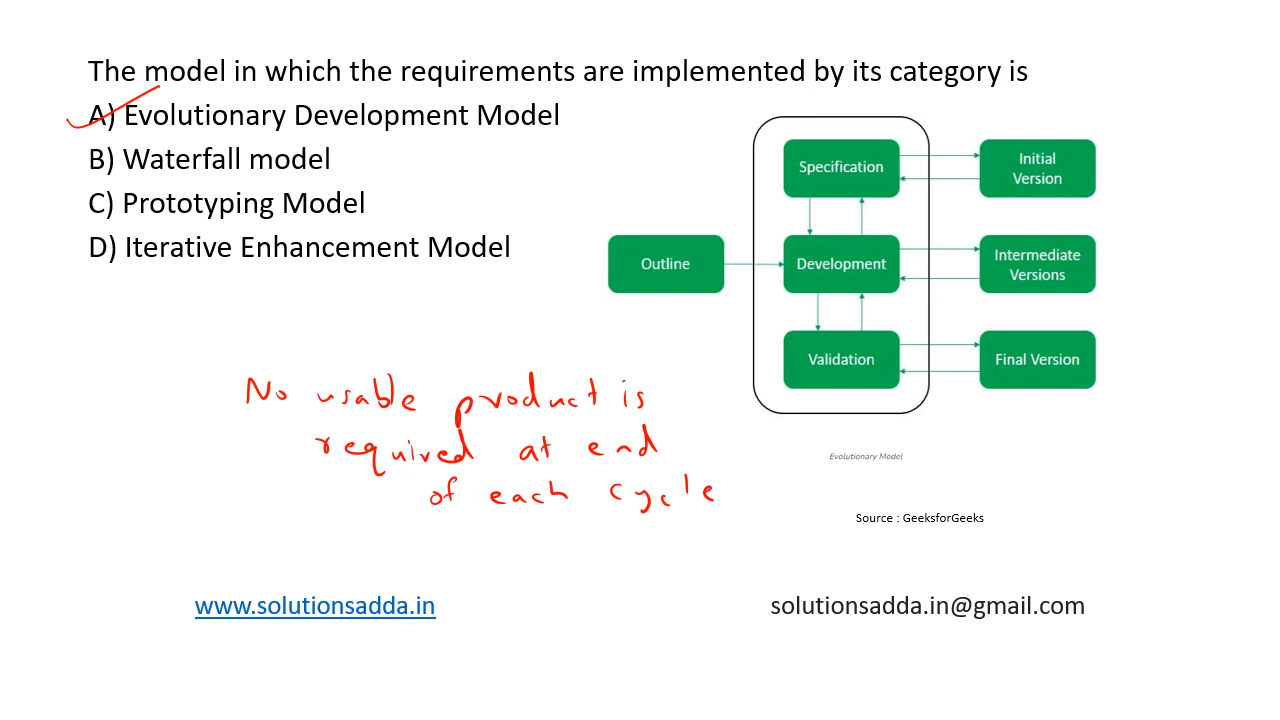 The model in which the requirements are implemented by its category is
A) Evolutionary Development Model
B) Waterfall model
C) Prototyping Model
D) Iterative Enhancement Model
Outline
Specification
Development
Validation
Initial
Version
Intermediate
Versions
Final Version
Evolutionary Model
Source : GeeksforGeeks
No usable product is
required at end
of each cycle
www.solutionsadda.in
solutionsadda.in@gmail.com